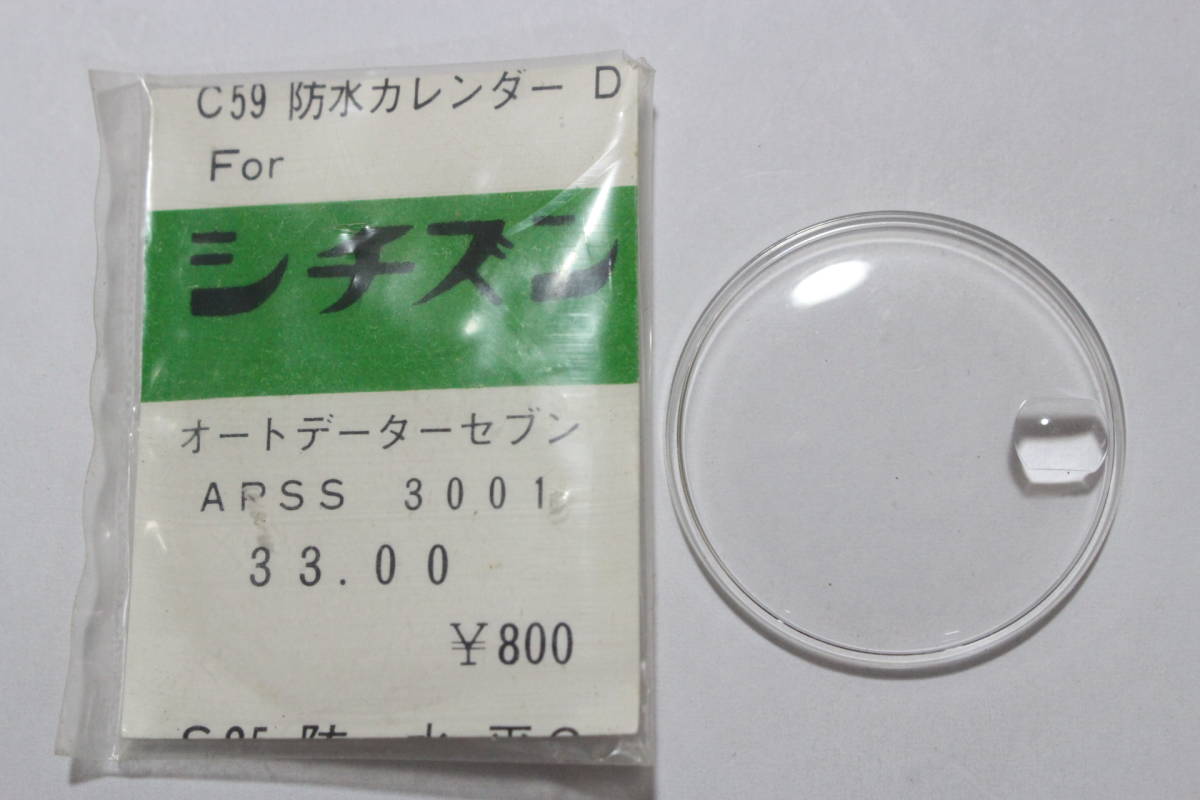 C59 防水カレンダー D
For
シチズン
オートデーターセブン
APSS 3001
33.00
¥800